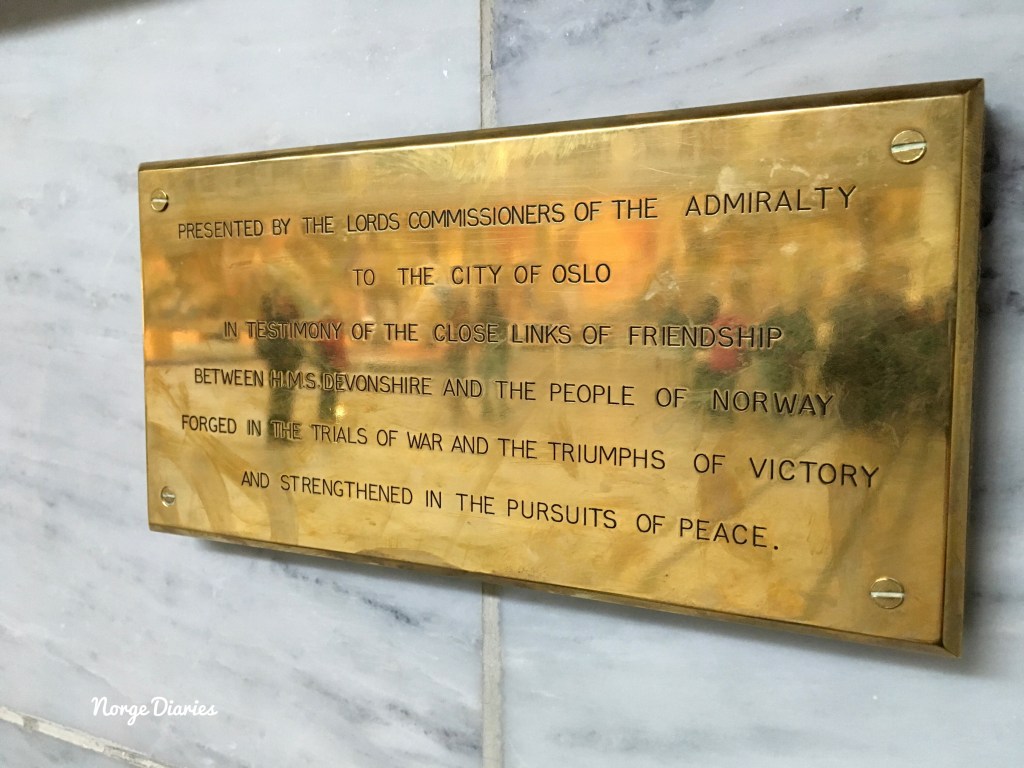 PRESENTED BY THE LORDS COMMISSIONERS OF THE ADMIRALTY
TO THE CITY OF OSLO
IN TESTIMONY OF THE CLOSE LINKS OF FRIENDSHIP
BETWEEN H.M.S. DEVONSHIRE AND THE PEOPLE OF NORWAY
FORGED IN THE TRIALS OF WAR AND THE TRIUMPHS OF VICTORY
AND STRENGTHENED IN THE PURSUITS OF PEACE.
Norge Diaries